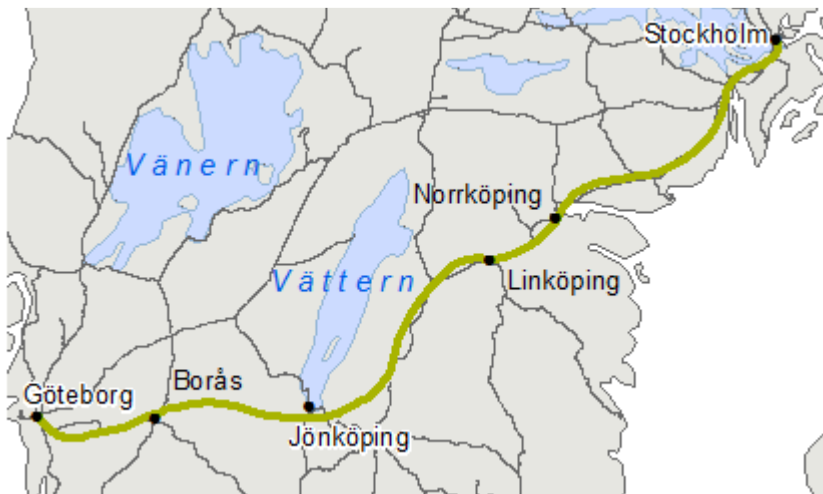 Stockholm
Vänern
Norrköping
Vättern
Linköping
Borås
Göteborg
Jönköping